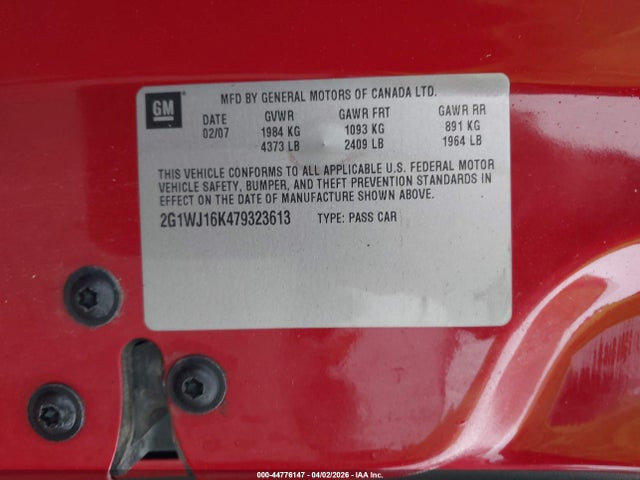 GM
MFD BY GENERAL MOTORS OF CANADA LTD.
DATE GVWR GAWR FRT GAWR RR
02/07 1984 KG 1093 KG 891 KG
4373 LB 2409 LB 1964 LB
THIS VEHICLE CONFORMS TO ALL APPLICABLE U.S. FEDERAL MOTOR
VEHICLE SAFETY, BUMPER, AND THEFT PREVENTION STANDARDS IN
EFFECT ON THE DATE OF MANUFACTURE SHOWN ABOVE.
2G1WJ16K479323613 TYPE: PASS CAR
000-44776147 - 04/02/2026 - IAA Inc.